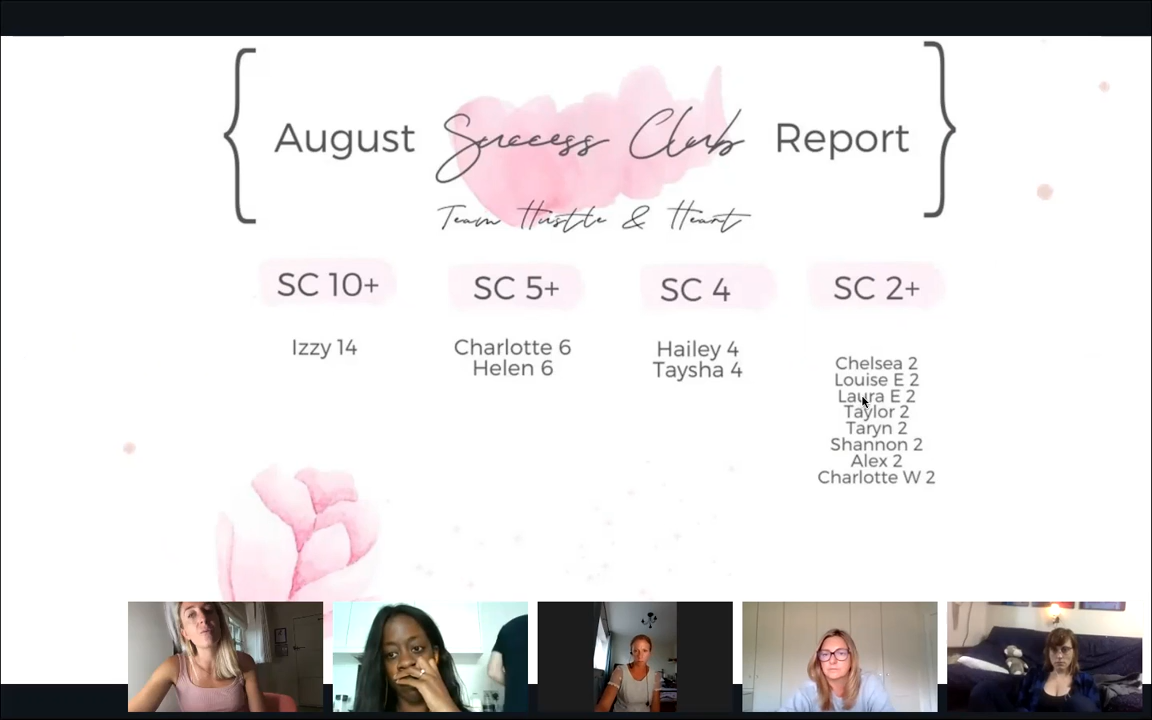 August Success Club Report
Team Hustle & Heart
SC 10+
Izzy 14
SC 5+
Charlotte 6
Helen 6
SC 4
Hailey 4
Taysha 4
SC 2+
Chelsea 2
Louise E 2
Laura E 2
Taylor 2
Taryn 2
Shannon 2
Alex 2
Charlotte W 2